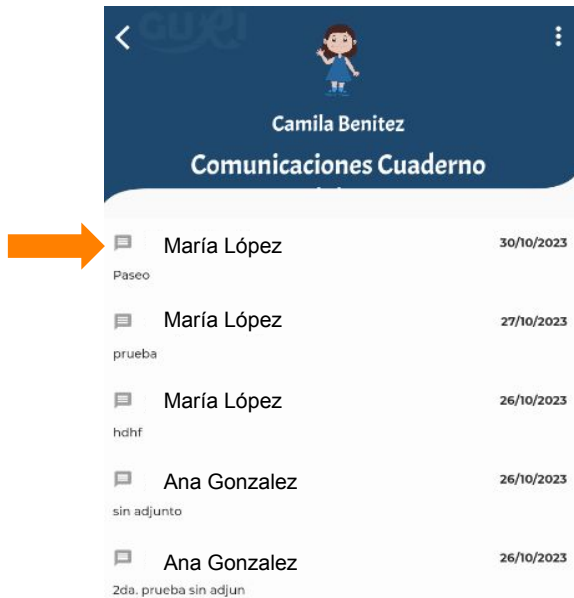 GURI
Camila Benitez
Comunicaciones Cuaderno
María López 30/10/2023
Paseo
María López 27/10/2023
prueba
María López 26/10/2023
hdhf
Ana Gonzalez 26/10/2023
sin adjunto
Ana Gonzalez 26/10/2023
2da. prueba sin adjun